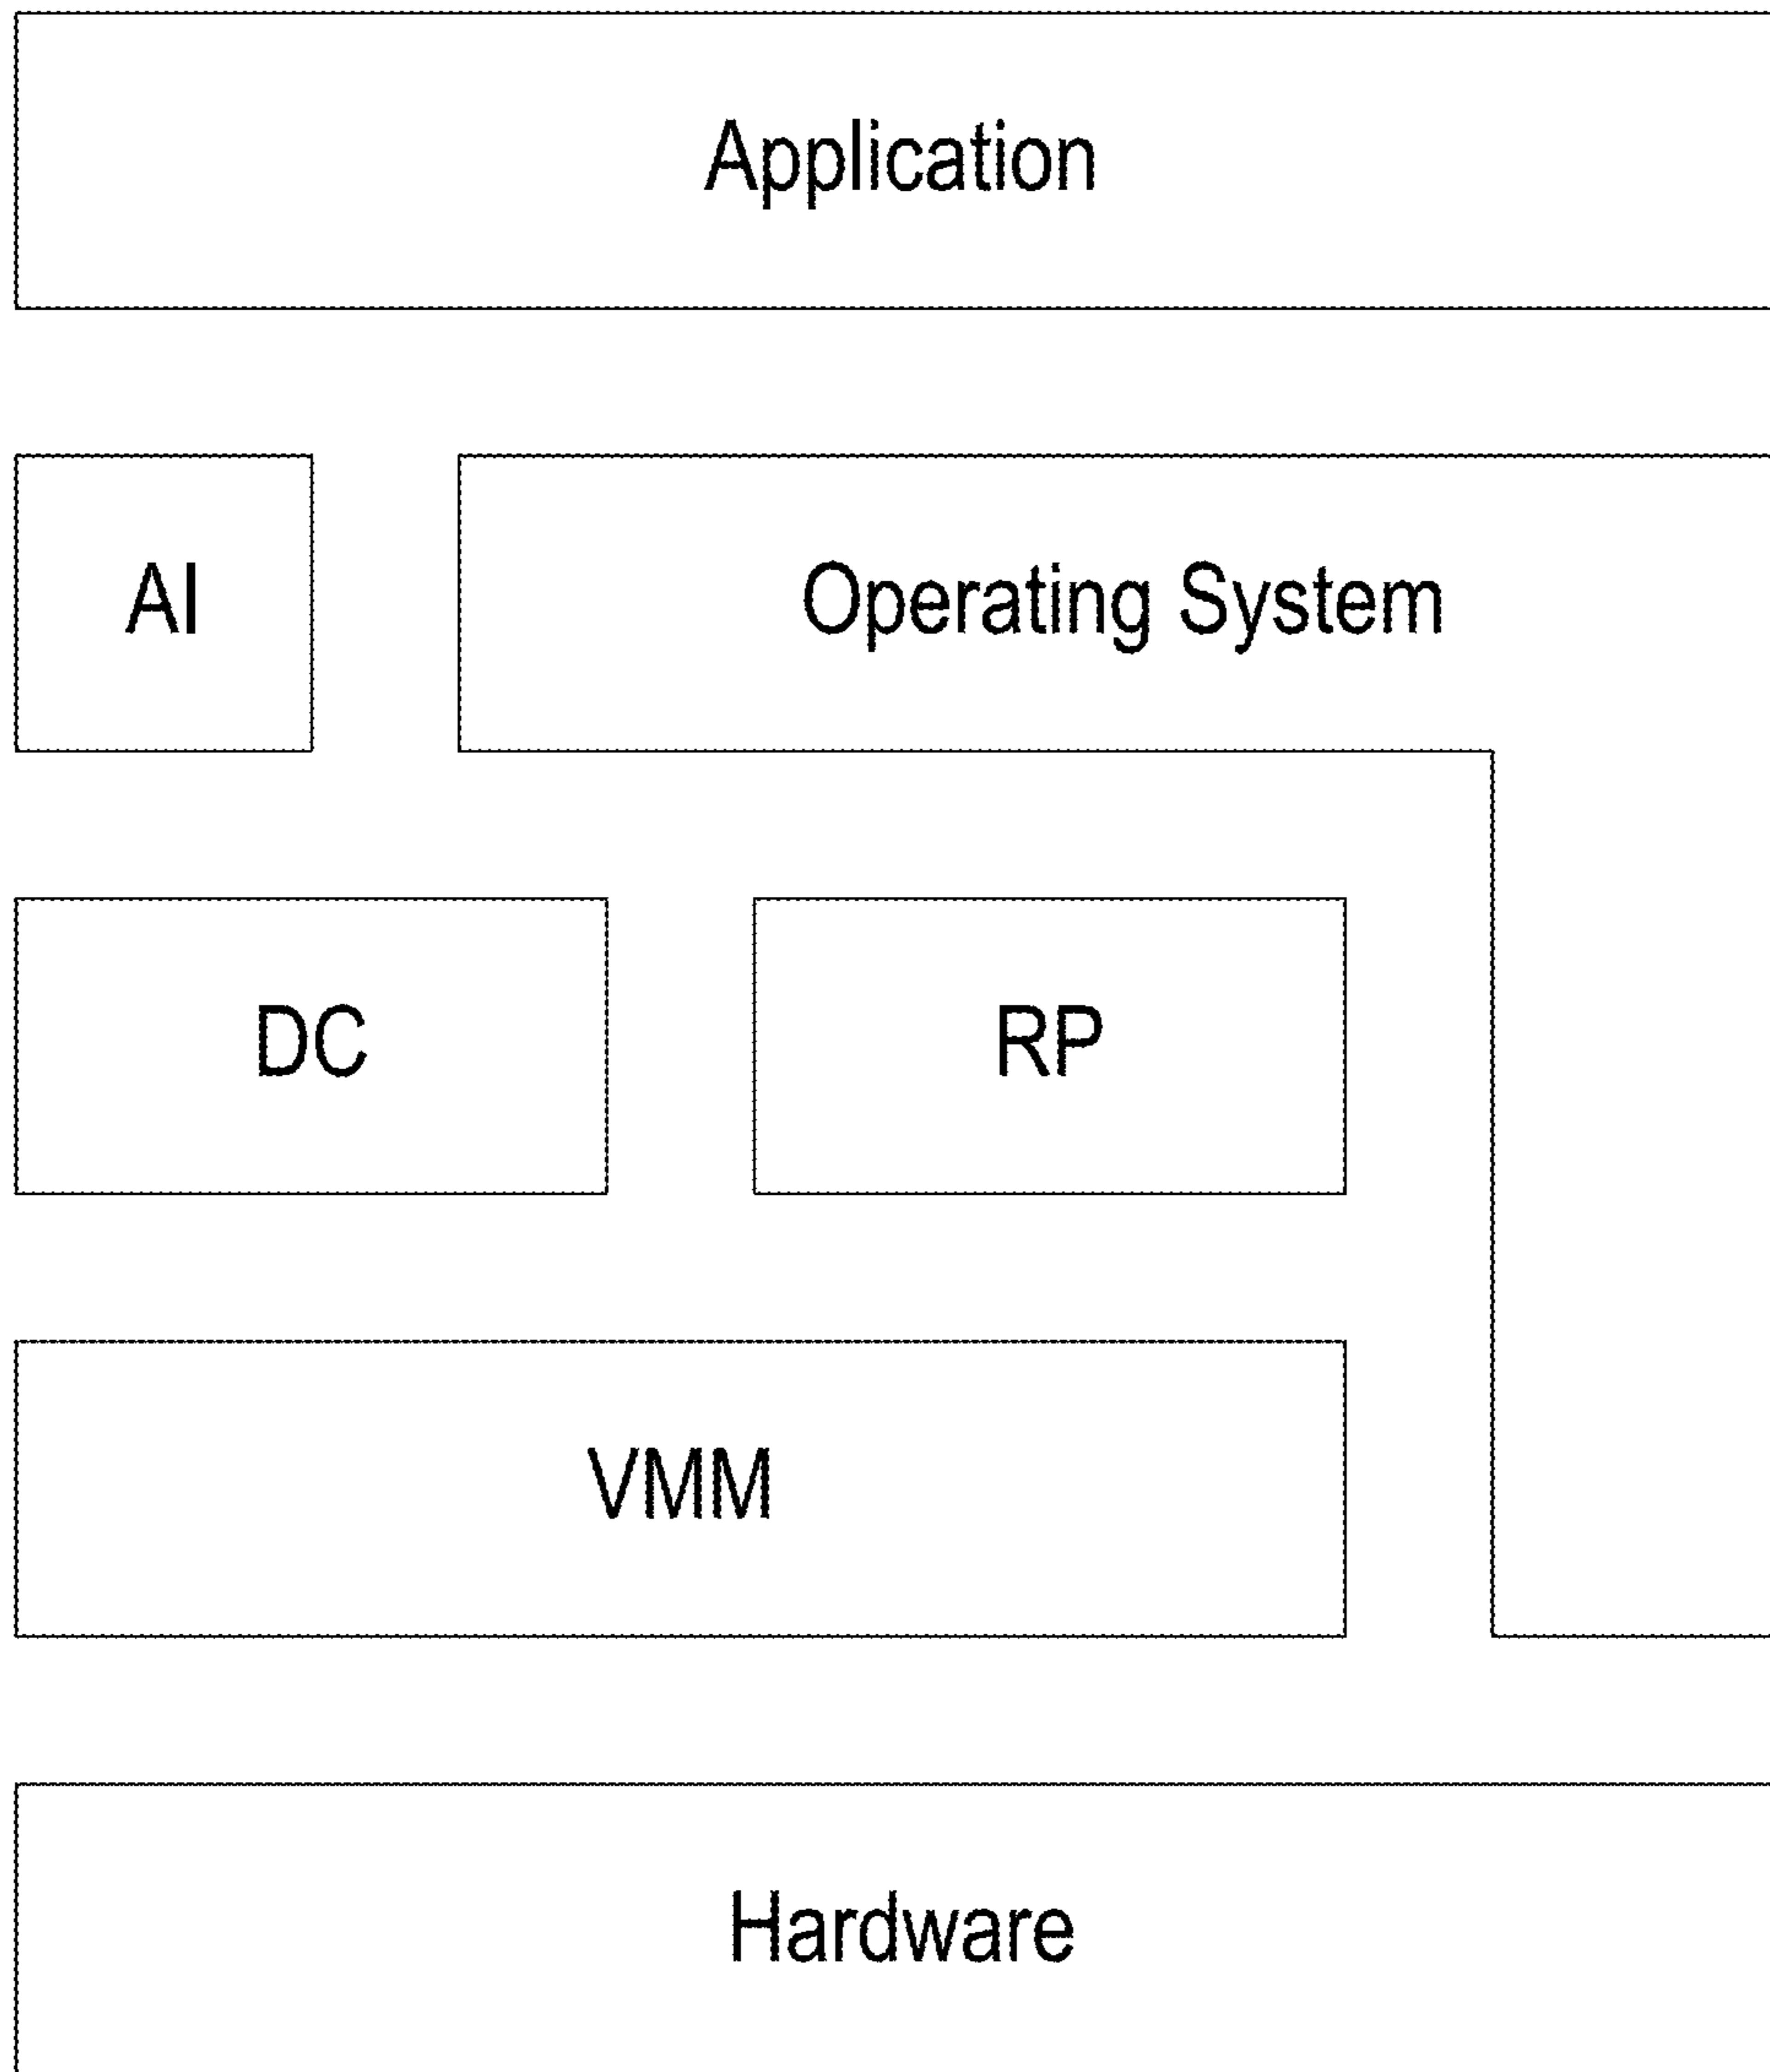 Application
AI
Operating System
DC
RP
VMM
Hardware